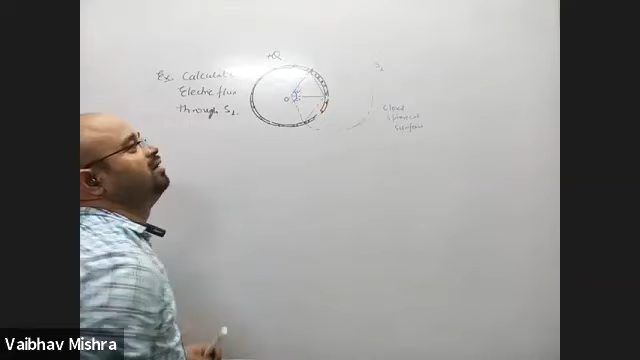 Ex. Calculate
Electric flux
through S1.
+Q
O
S1
Closed
spherical
surface
Vaibhav Mishra